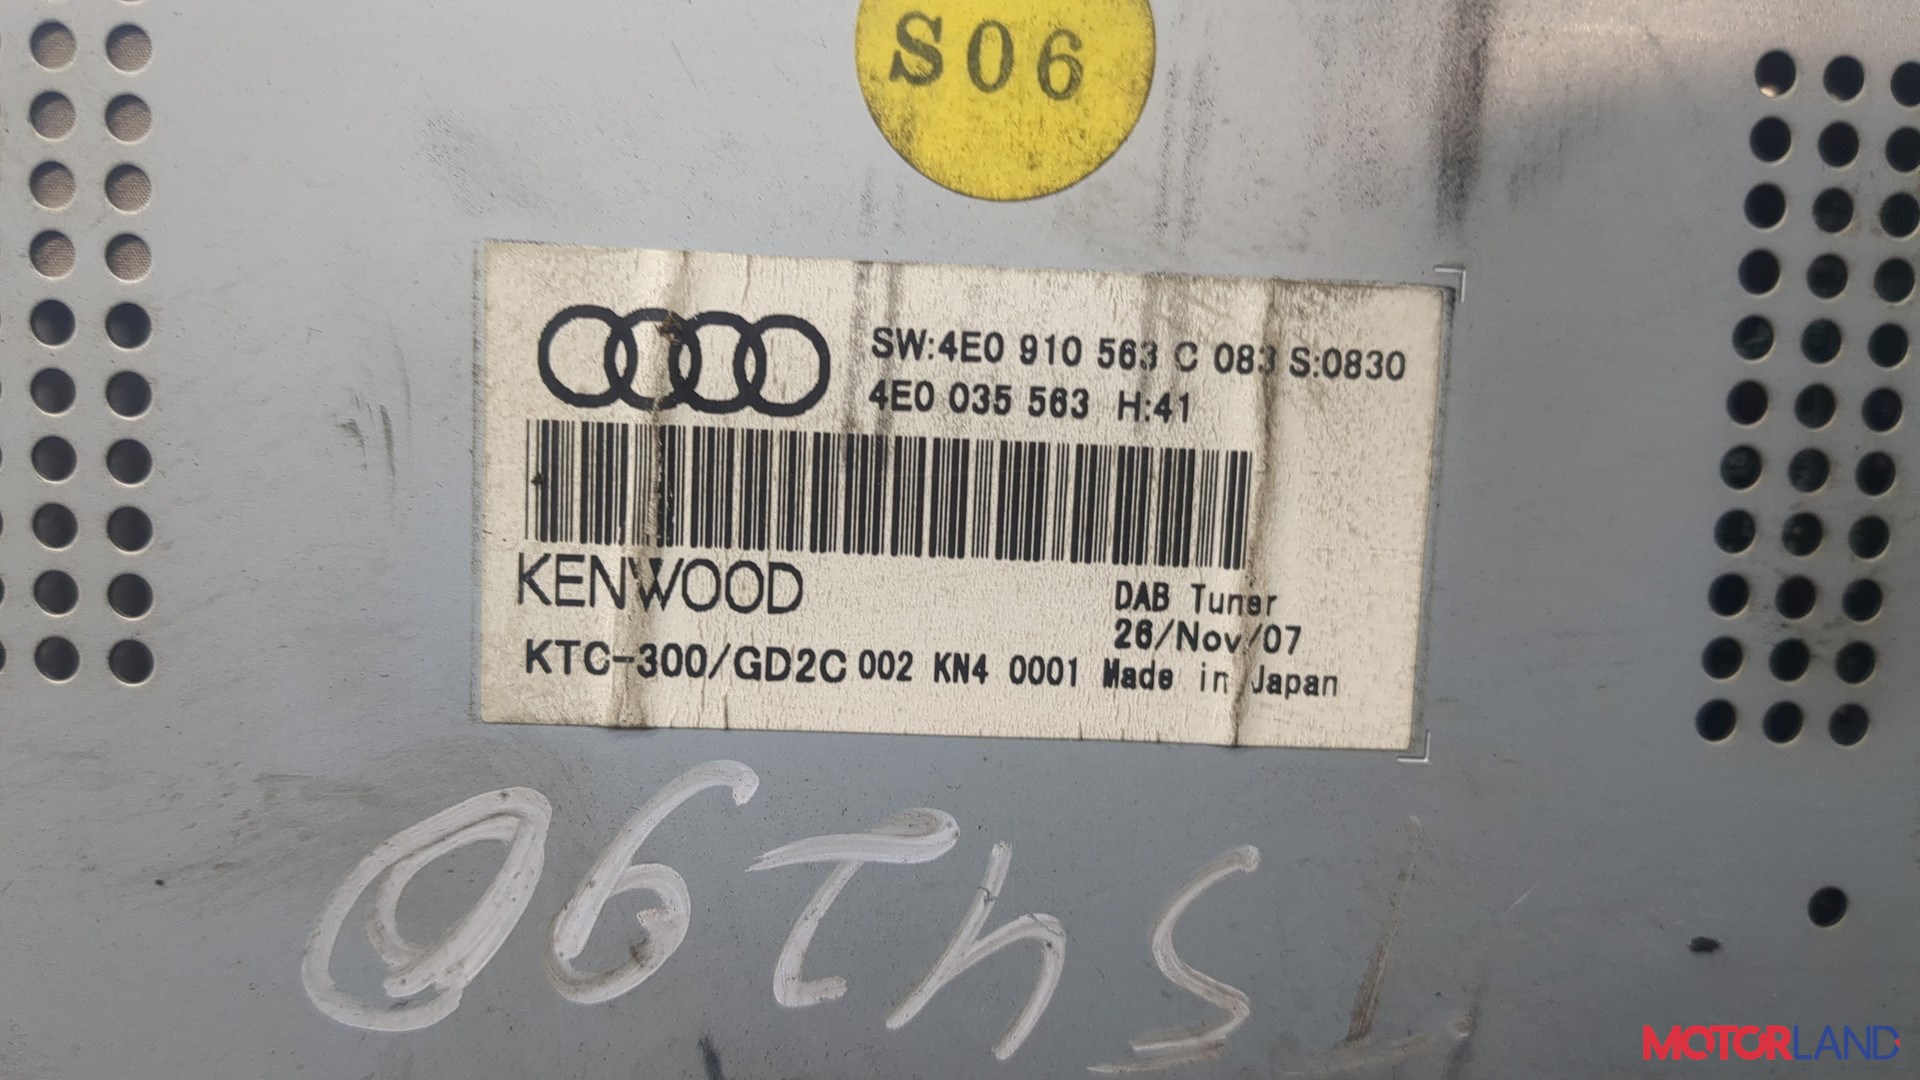 S06
SW:4E0 910 563 C 083 S:0830
4E0 035 563 H:41
KENWOOD
DAB Tuner
26/Nov/07
KTC-300/GD2C 002 KN4 0001 Made in Japan
154290
MOTORLAND